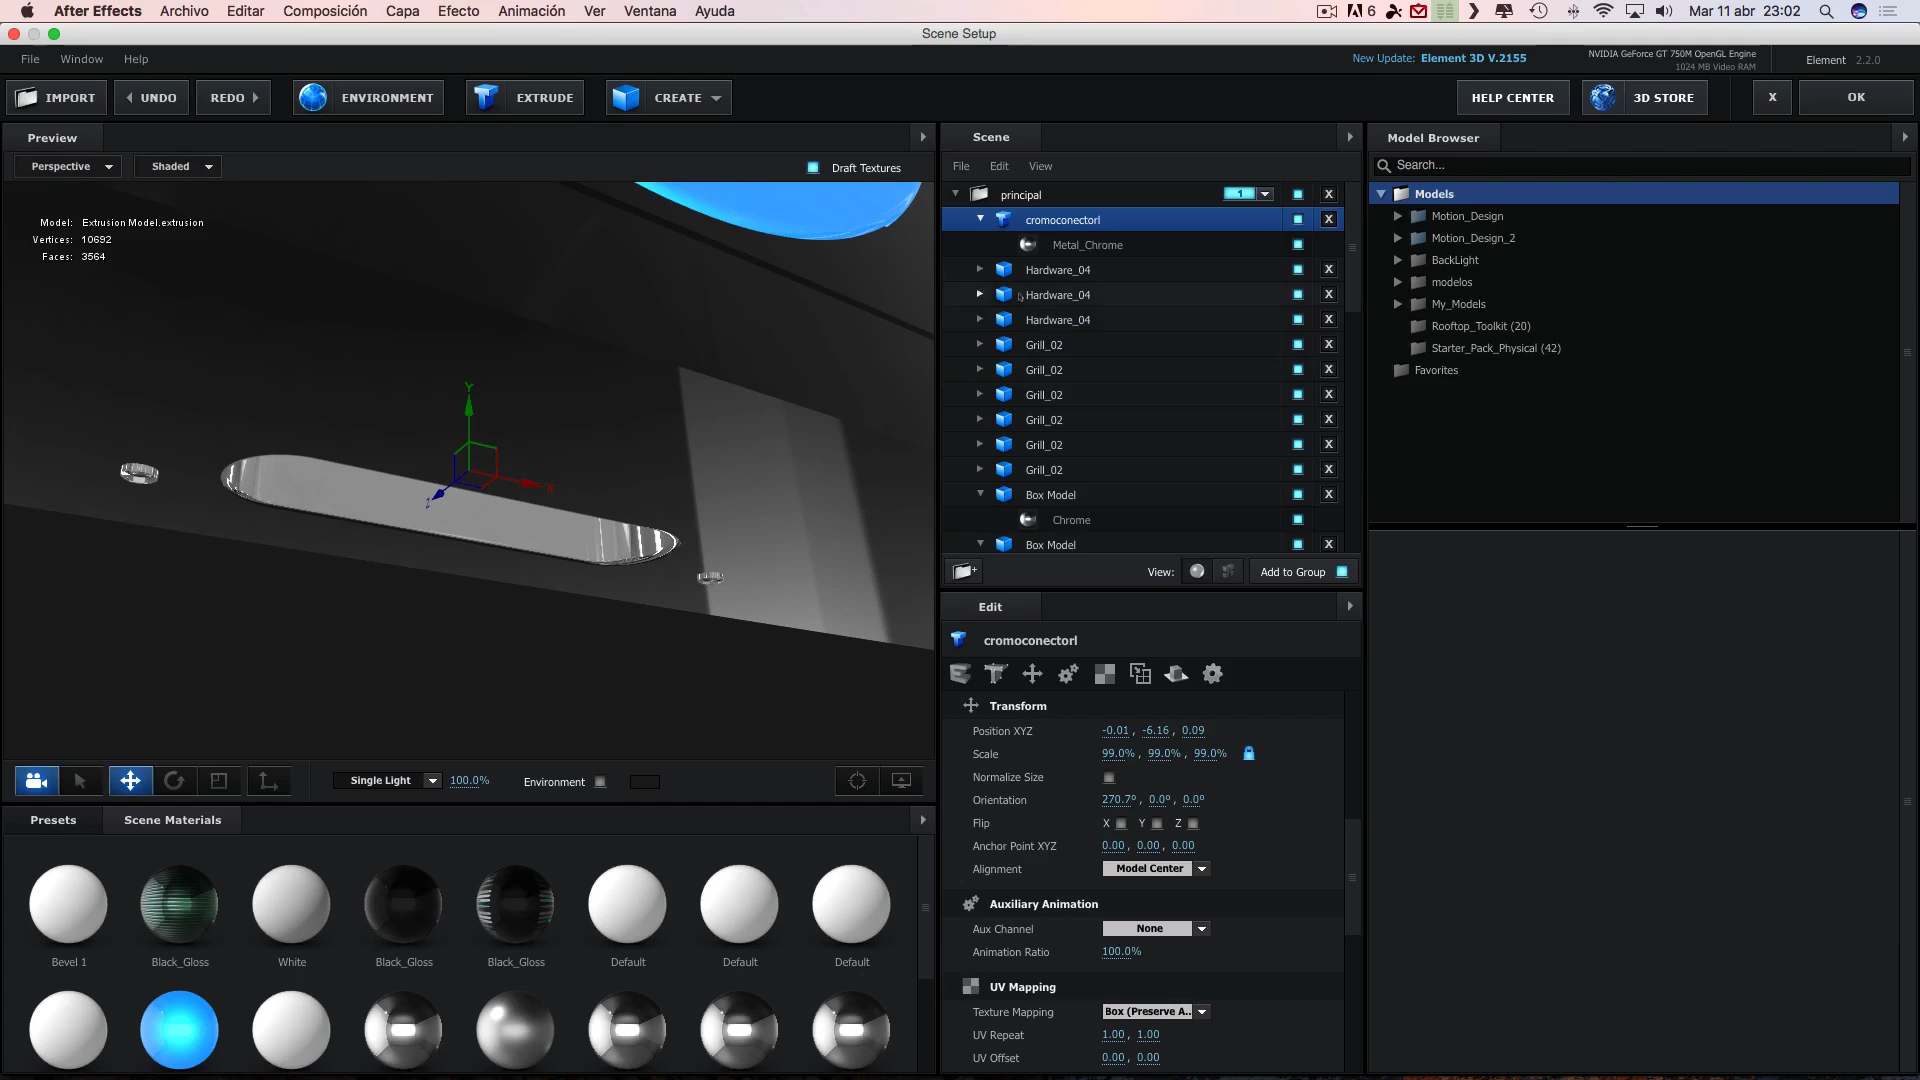 After Effects Archivo Editar Composición Capa Efecto Animación Ver Ventana Ayuda 6 Mar 11 abr 23:02
Scene Setup
File Window Help New Update: Element 3D V.2155 NVIDIA GeForce GT 750M OpenGL Engine Element 2.2.0
1024 MB Video RAM
IMPORT UNDO REDO ENVIRONMENT EXTRUDE CREATE HELP CENTER 3D STORE X OK
Preview Scene Model Browser
Perspective Shaded Draft Textures File Edit View Search...
principal 1 X
Models
Model: Extrusion Model.extrusion
Vertices: 10692
Faces: 3564
cromoconectorl X
Metal_Chrome
Hardware_04 X
Hardware_04 X
Hardware_04 X
Grill_02 X
Grill_02 X
Grill_02 X
Grill_02 X
Grill_02 X
Grill_02 X
Box Model X
Chrome
Box Model X
Motion_Design
Motion_Design_2
BackLight
modelos
My_Models
Rooftop_Toolkit (20)
Starter_Pack_Physical (42)
Favorites
Y
X
Z
View: Add to Group
Edit
cromoconectorl
Transform
Position XYZ -0.01, -6.16, 0.09
Scale 99.0%, 99.0%, 99.0%
Normalize Size
Orientation 270.7º, 0.0º, 0.0º
Flip X Y Z
Anchor Point XYZ 0.00, 0.00, 0.00
Alignment Model Center
Auxiliary Animation
Aux Channel None
Animation Ratio 100.0%
UV Mapping
Texture Mapping Box (Preserve A..
UV Repeat 1.00, 1.00
UV Offset 0.00, 0.00
Single Light 100.0% Environment
Presets Scene Materials
Bevel 1 Black_Gloss White Black_Gloss Black_Gloss Default Default Default